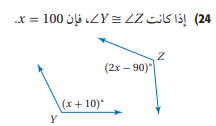 24) إذا كانت ∠Y ≅ ∠Z، فإن x = 100.
Z
(2x − 90)°
(x + 10)°
Y